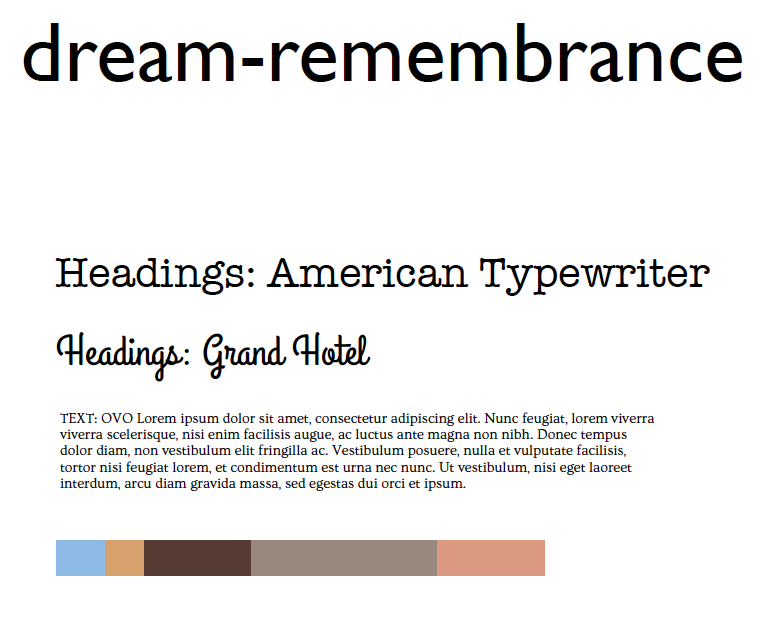 dream-remembrance
Headings: American Typewriter
Headings: Grand Hotel
TEXT: OVO Lorem ipsum dolor sit amet, consectetur adipiscing elit. Nunc feugiat, lorem viverra
viverra scelerisque, nisi enim facilisis augue, ac luctus ante magna non nibh. Donec tempus
dolor diam, non vestibulum elit fringilla ac. Vestibulum posuere, nulla et vulputate facilisis,
tortor nisi feugiat lorem, et condimentum est urna nec nunc. Ut vestibulum, nisi eget laoreet
interdum, arcu diam gravida massa, sed egestas dui orci et ipsum.